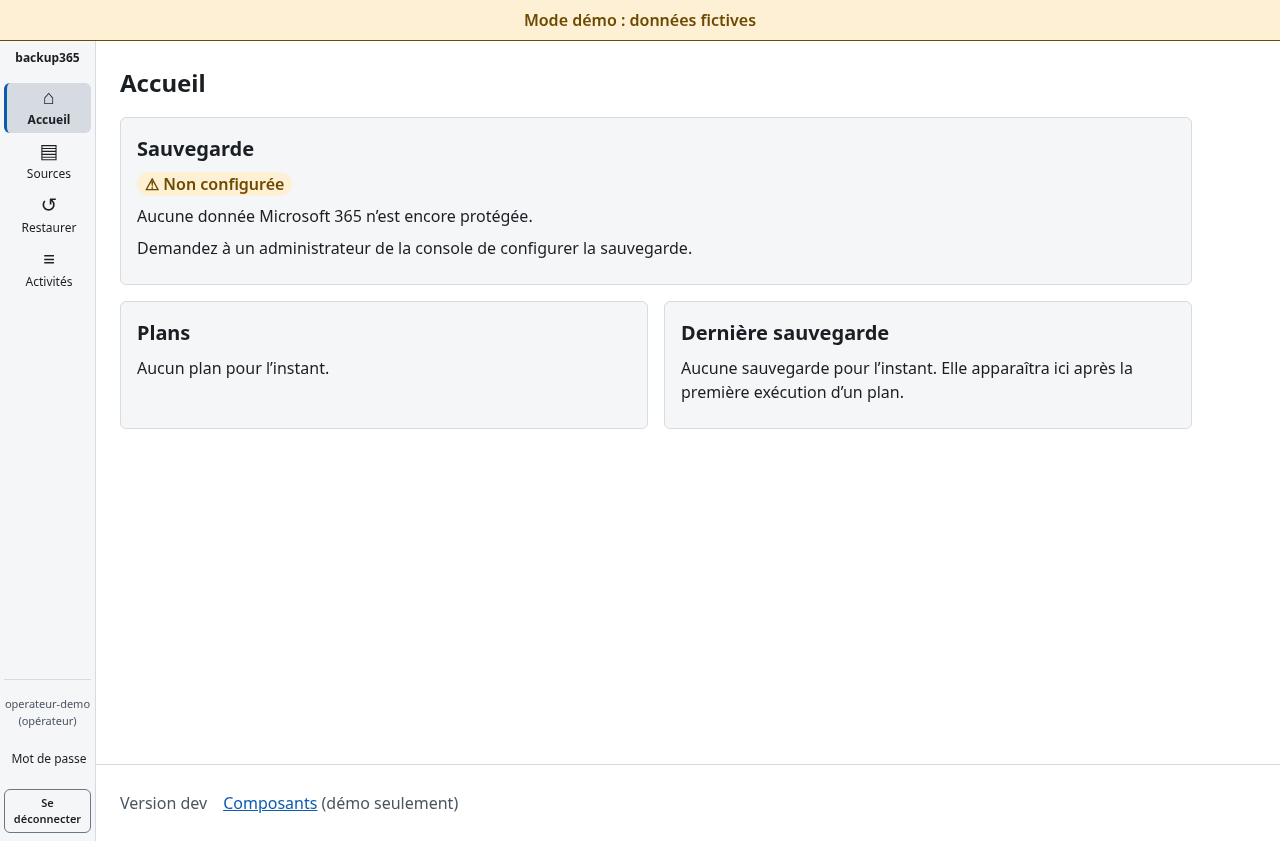 Mode démo : données fictives
backup365
Accueil
Sources
Restaurer
Activités
operateur-demo
(opérateur)
Mot de passe
Se
déconnecter
Accueil
Sauvegarde
⚠ Non configurée
Aucune donnée Microsoft 365 n’est encore protégée.
Demandez à un administrateur de la console de configurer la sauvegarde.
Plans
Aucun plan pour l’instant.
Dernière sauvegarde
Aucune sauvegarde pour l’instant. Elle apparaîtra ici après la
première exécution d’un plan.
Version dev Composants (démo seulement)